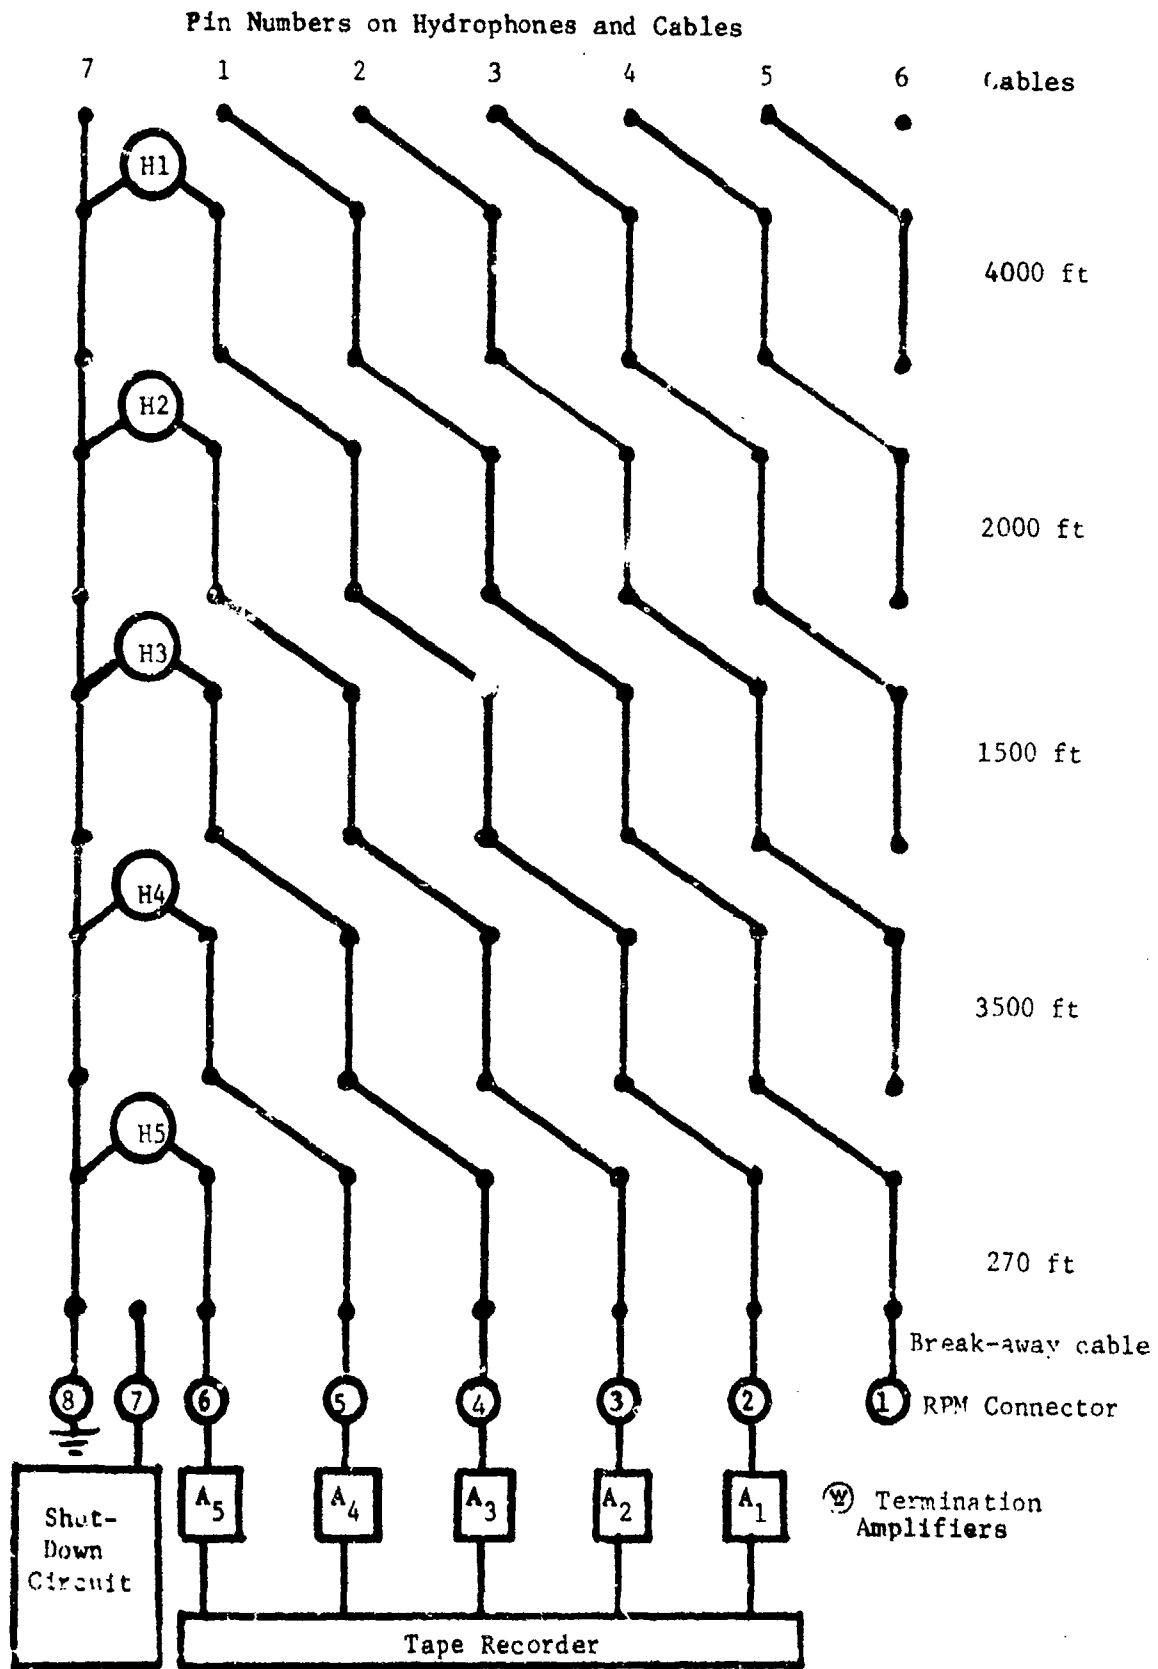 Pin Numbers on Hydrophones and Cables
7 1 2 3 4 5 6 Cables
H1
4000 ft
H2
2000 ft
H3
1500 ft
H4
3500 ft
H5
270 ft
Break-away cable
8 7 6 5 4 3 2 1 RPM Connector
A5 A4 A3 A2 A1 W Termination
Amplifiers
Shut-
Down
Circuit
Tape Recorder